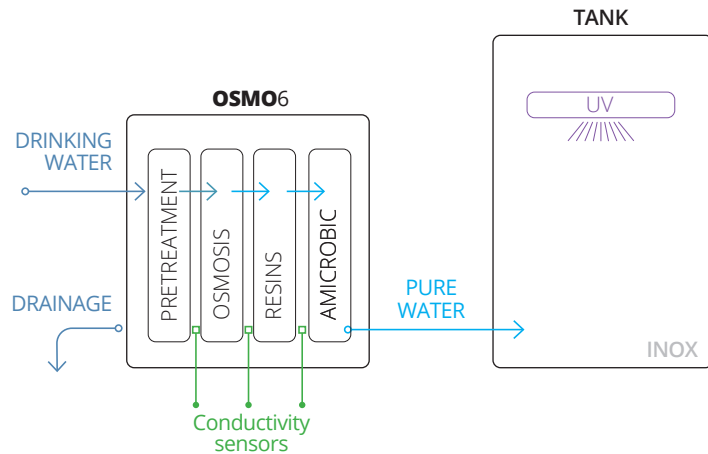 TANK
UV
OSMO6
DRINKING
WATER
PRETREATMENT
OSMOSIS
RESINS
AMICROBIC
DRAINAGE
PURE
WATER
INOX
Conductivity
sensors